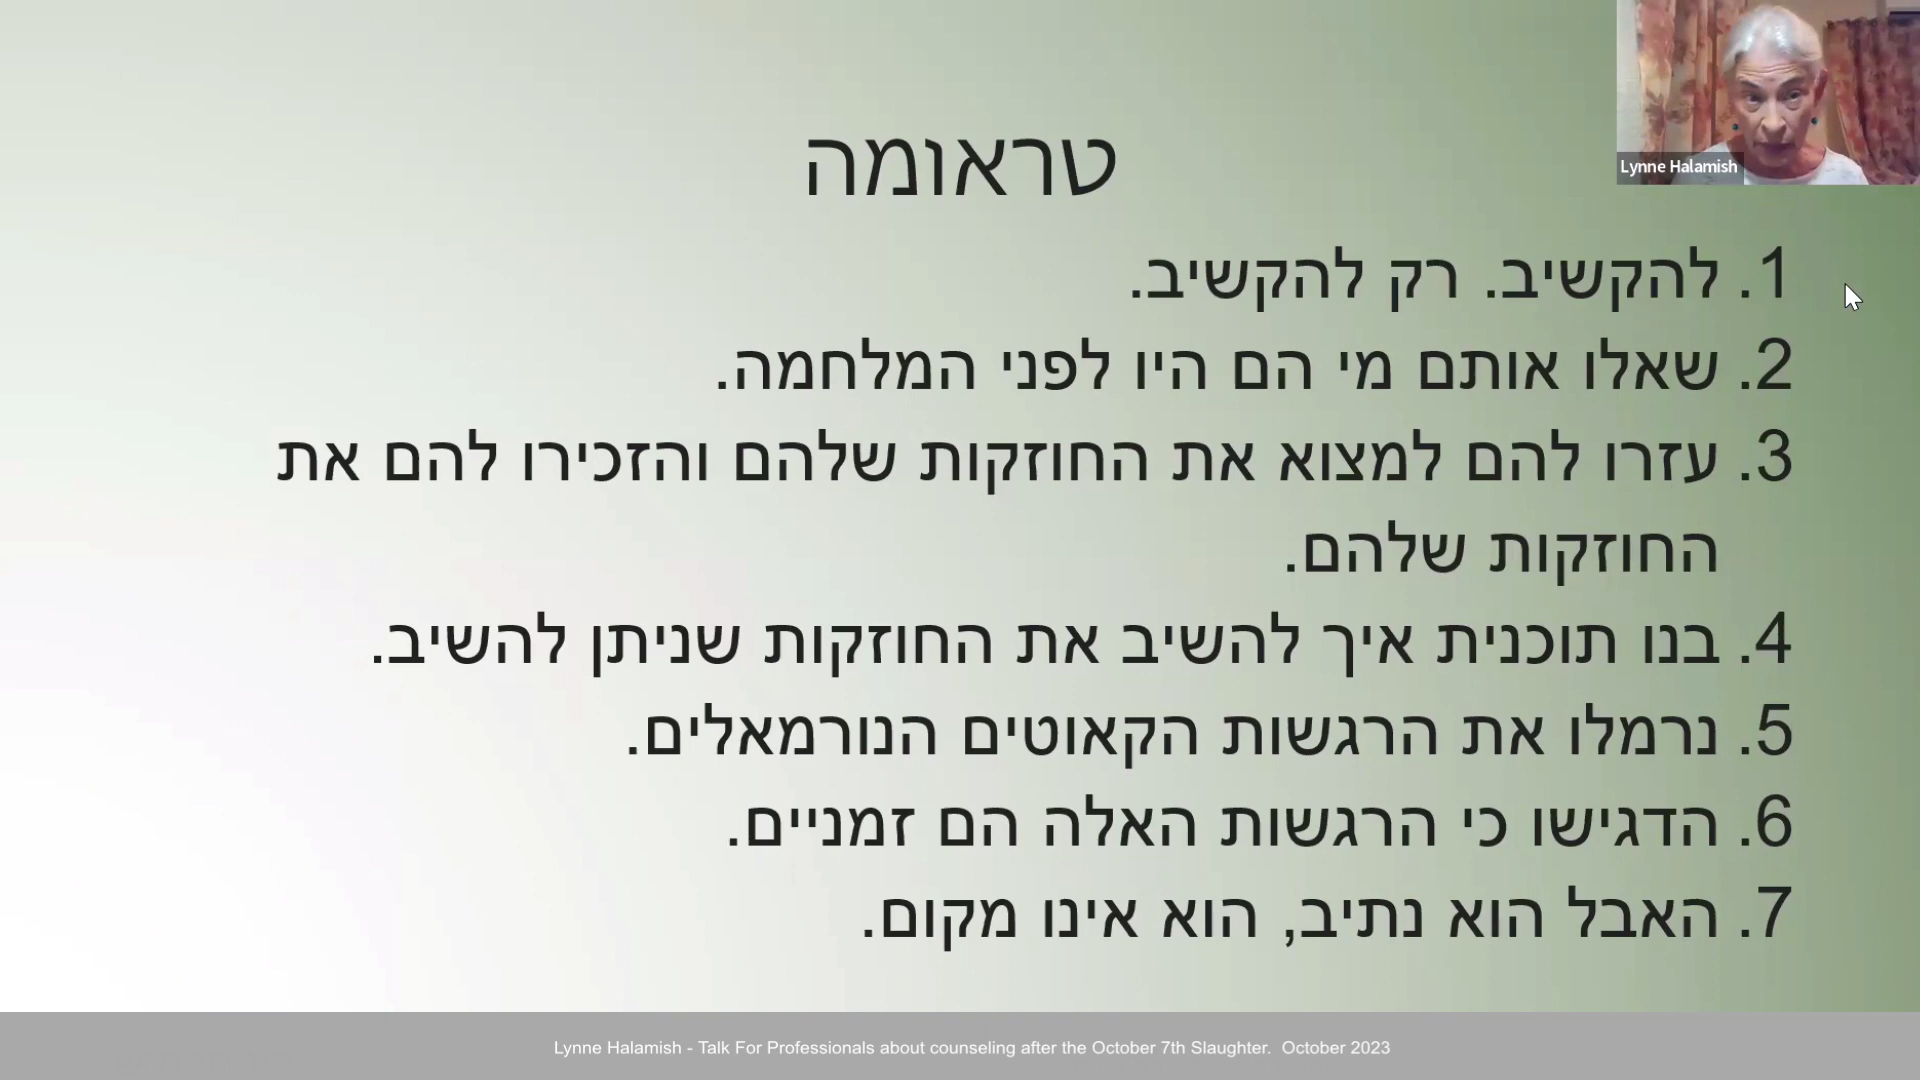 Lynne Halamish
טראומה
1. להקשיב. רק להקשיב.
2. שאלו אותם מי הם היו לפני המלחמה.
3. עזרו להם למצוא את החוזקות שלהם והזכירו להם את
החוזקות שלהם.
4. בנו תוכנית איך להשיב את החוזקות שניתן להשיב.
5. נרמלו את הרגשות הקאוטים הנורמאלים.
6. הדגישו כי הרגשות האלה הם זמניים.
7. האבל הוא נתיב, הוא אינו מקום.
Lynne Halamish - Talk For Professionals about counseling after the October 7th Slaughter. October 2023